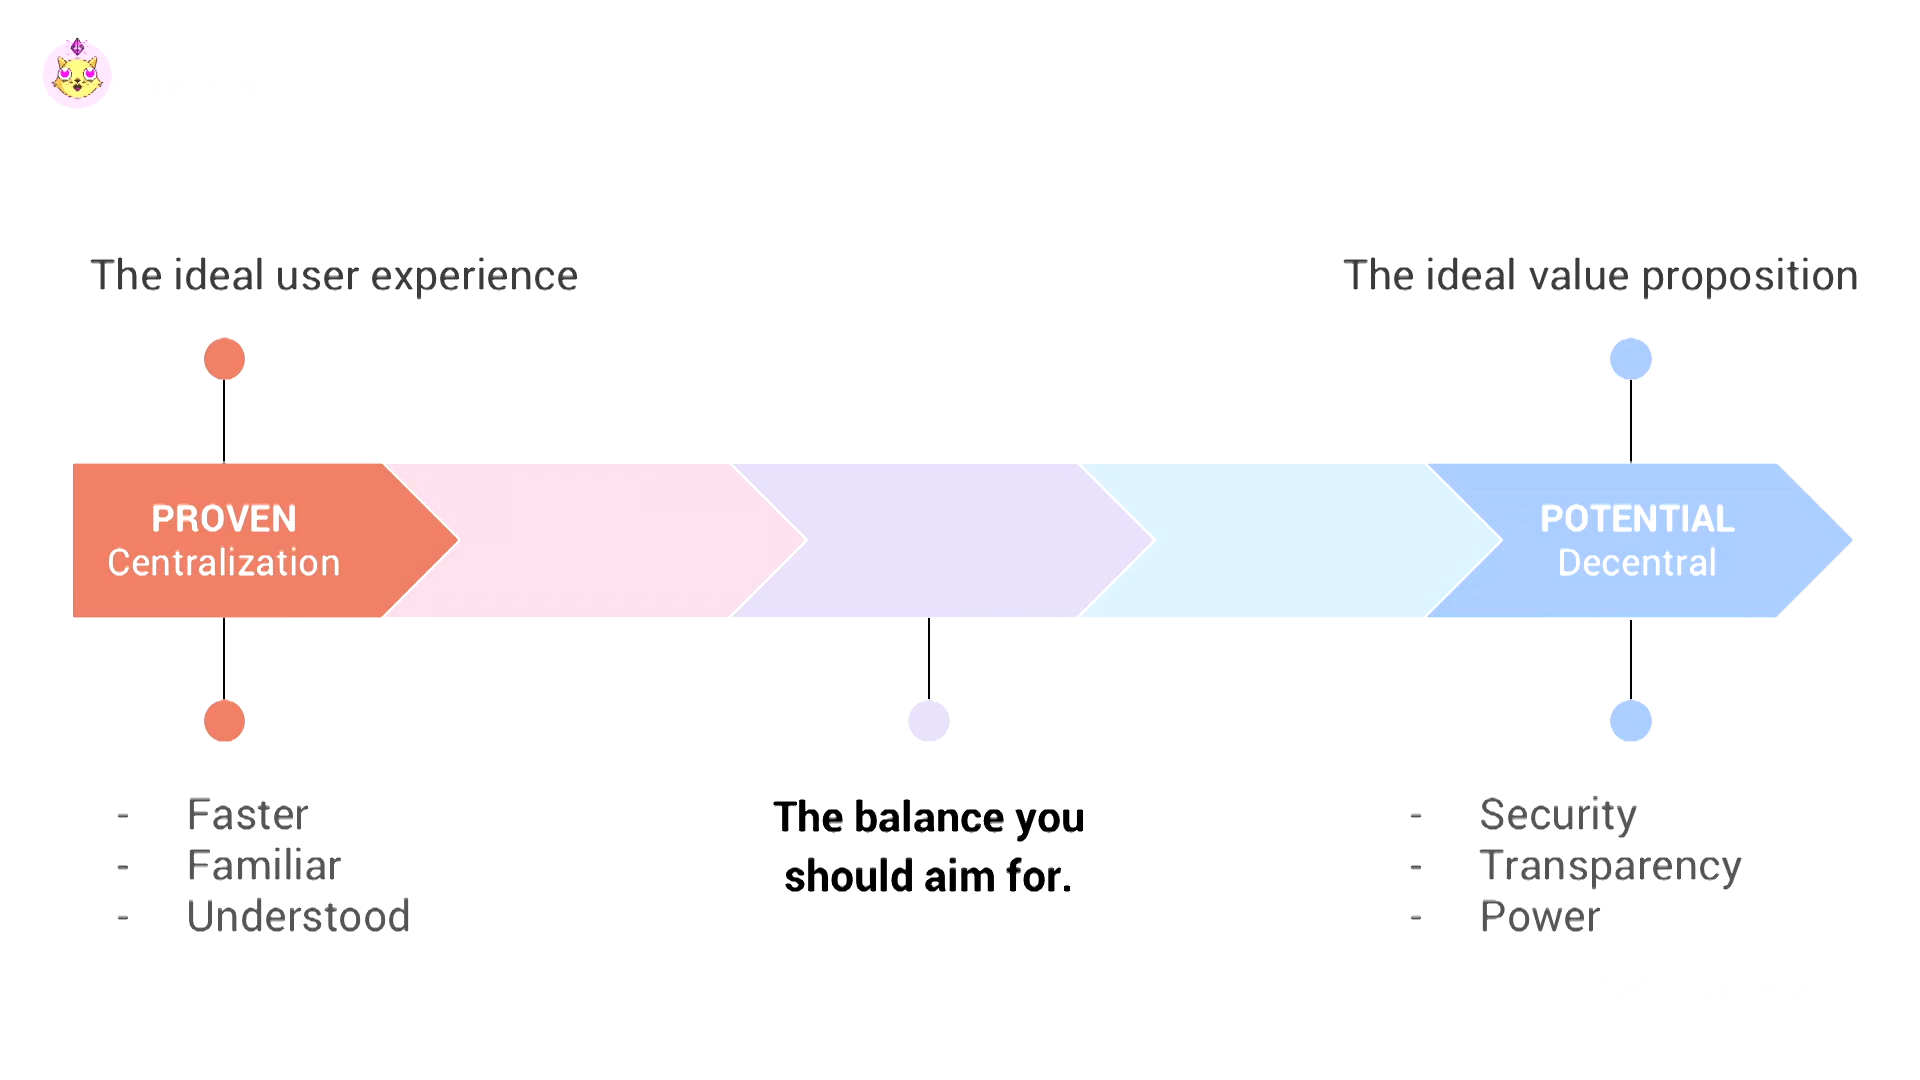 The ideal user experience
The ideal value proposition
PROVEN
Centralization
POTENTIAL
Decentral
- Faster
- Familiar
- Understood
The balance you
should aim for.
- Security
- Transparency
- Power